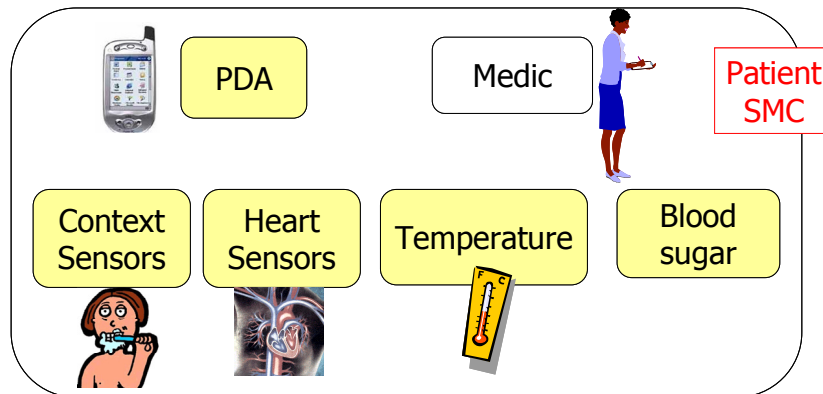 PDA
Medic
Patient
SMC
Context
Sensors
Heart
Sensors
Temperature
Blood
sugar
F C